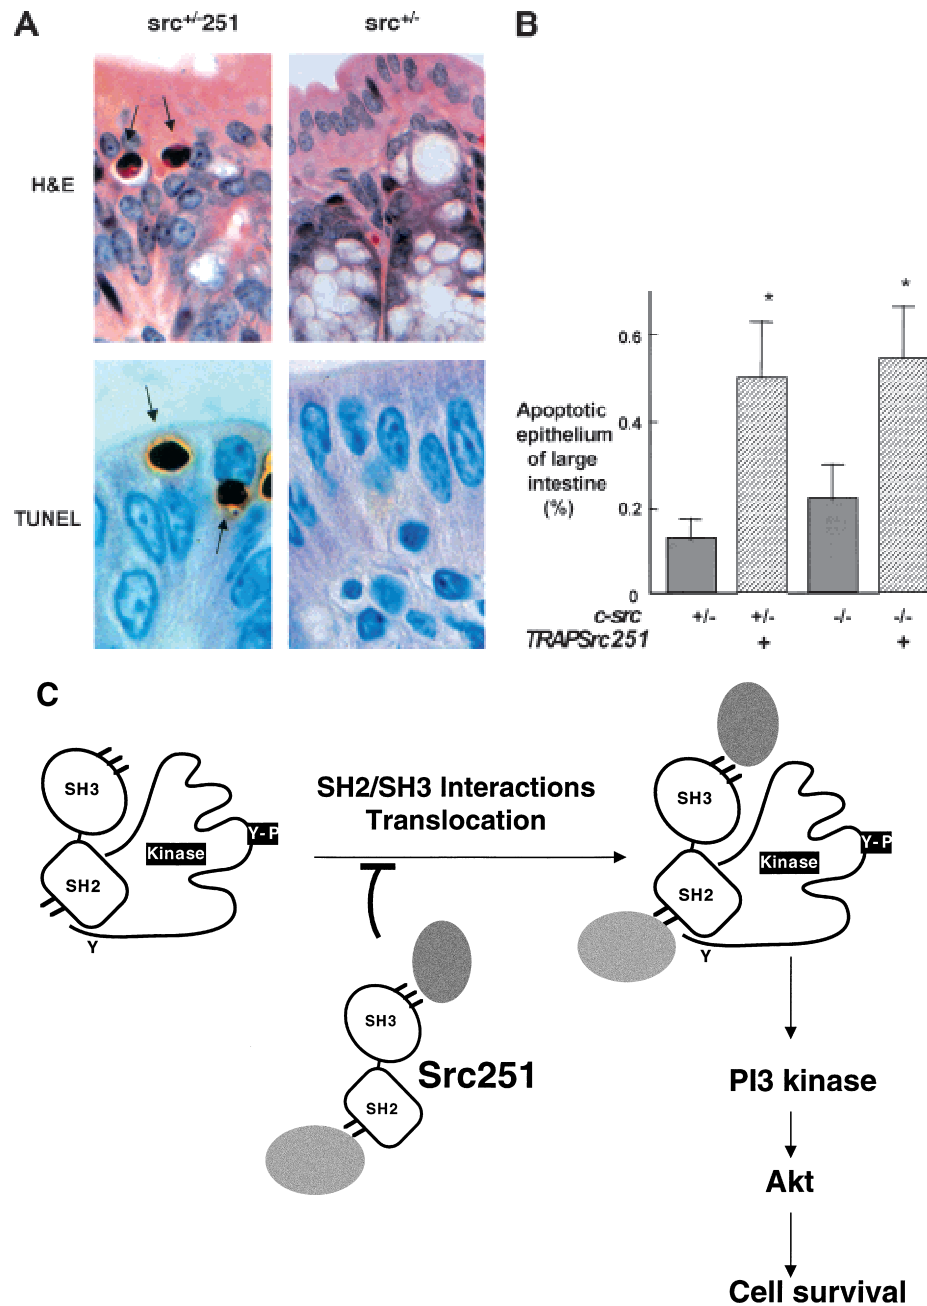 A
src+/-251
src+/-
B
H&E
TUNEL
*
*
0.6
0.4
0.2
0
Apoptotic
epithelium
of large
intestine
(%)
c-src +/- +/- -/- -/-
TRAPSrc251 + +
C
SH3
SH2
Kinase
Y-P
Y
SH2/SH3 Interactions
Translocation
SH3
SH2
Src251
SH3
SH2
Kinase
Y-P
Y
PI3 kinase
Akt
Cell survival